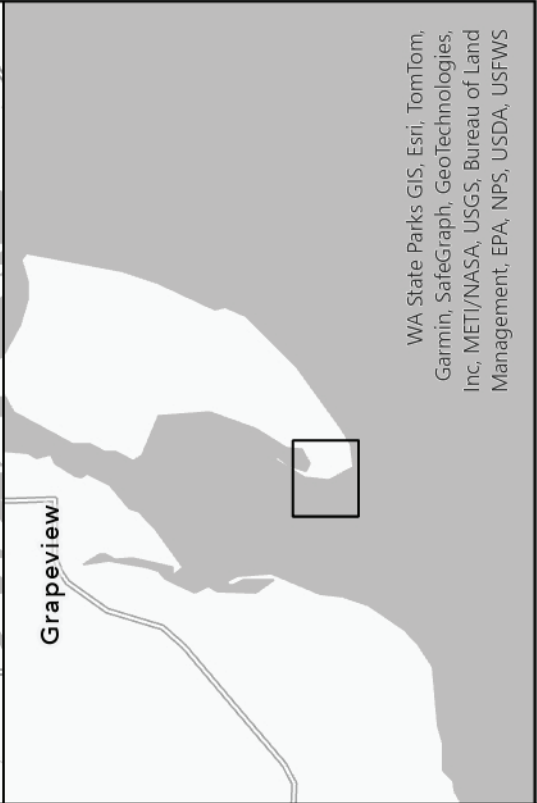 WA State Parks GIS, Esri, TomTom,
Garmin, SafeGraph, GeoTechnologies,
Inc, METI/NASA, USGS, Bureau of Land
Management, EPA, NPS, USDA, USFWS
Grapeview